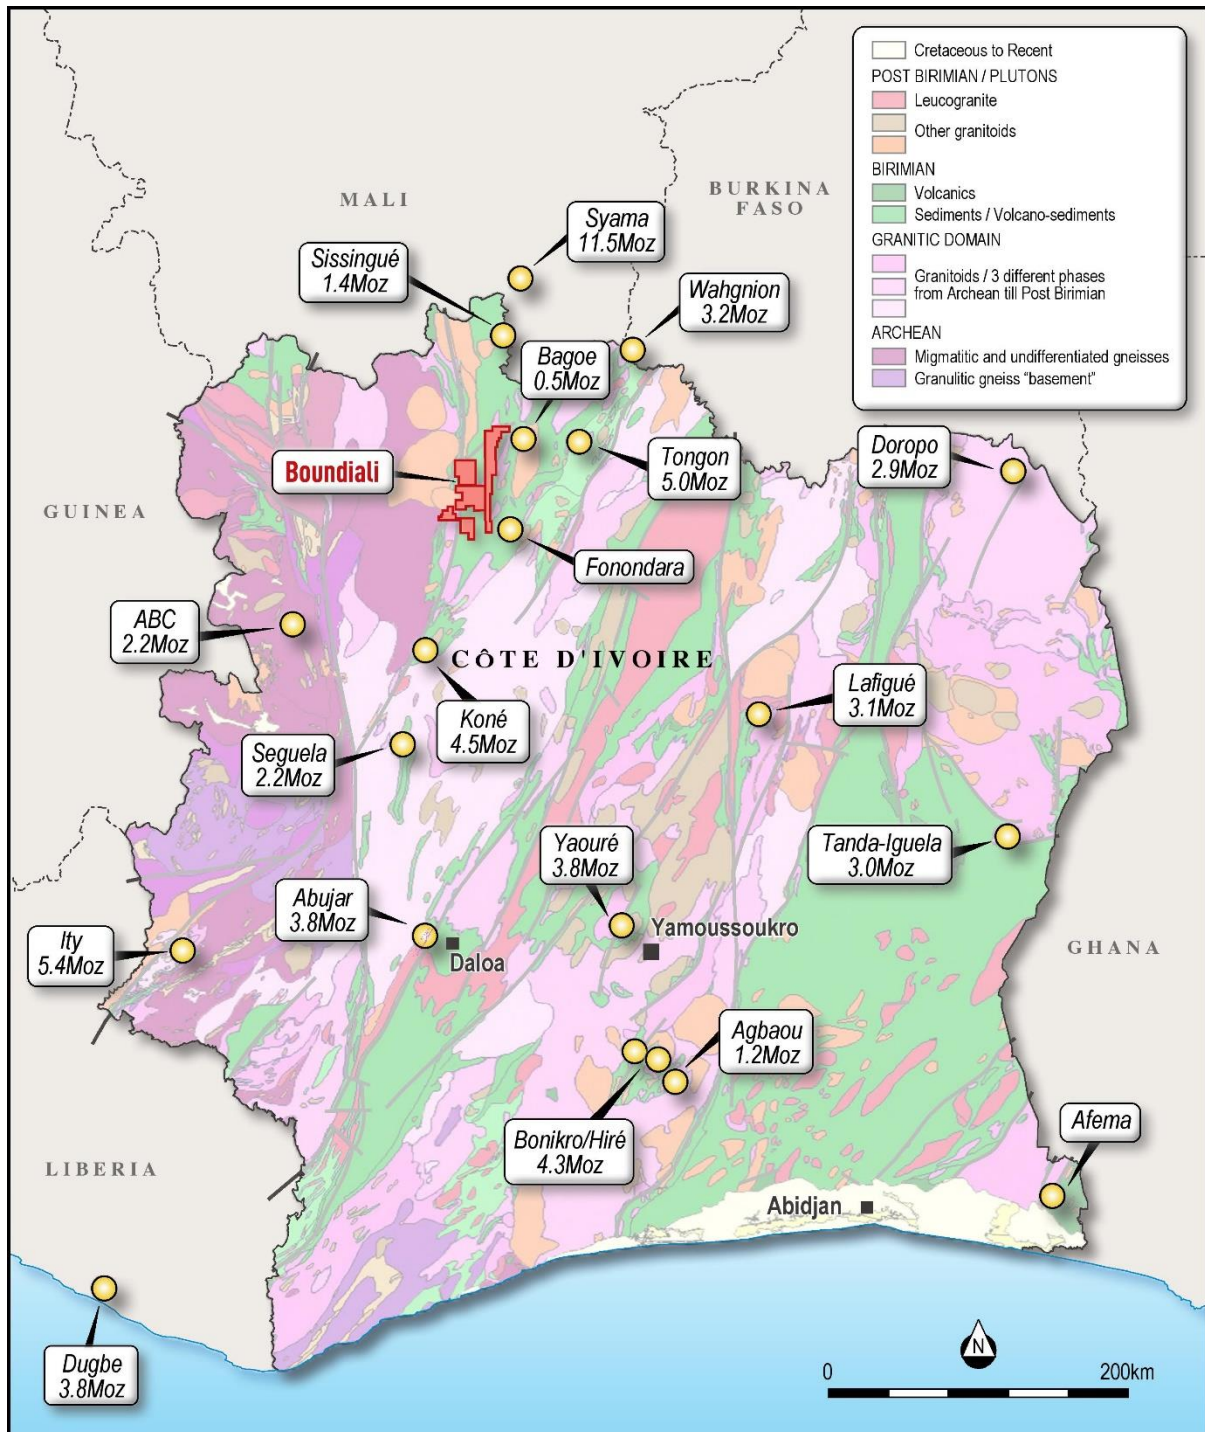 Cretaceous to Recent
POST BIRIMIAN / PLUTONS
Leucogranite
Other granitoids
BIRIMIAN
Volcanics
Sediments / Volcano-sediments
GRANITIC DOMAIN
Granitoids / 3 different phases
from Archean till Post Birimian
ARCHEAN
Migmatitic and undifferentiated gneisses
Granulitic gneiss “basement”
MALI
BURKINA
FASO
Syama
11.5Moz
Sissingué
1.4Moz
Wahgnion
3.2Moz
Bagoe
0.5Moz
Boundiali
Tongon
5.0Moz
Doropo
2.9Moz
GUINEA
Fonondara
ABC
2.2Moz
CÔTE D'IVOIRE
Koné
4.5Moz
Lafigué
3.1Moz
Seguela
2.2Moz
Yaouré
3.8Moz
Tanda-Iguela
3.0Moz
Abujar
3.8Moz
Yamoussoukro
Daloa
Ity
5.4Moz
GHANA
Agbaou
1.2Moz
Bonikro/Hiré
4.3Moz
Afema
LIBERIA
Abidjan
Dugbe
3.8Moz
N
0 200km